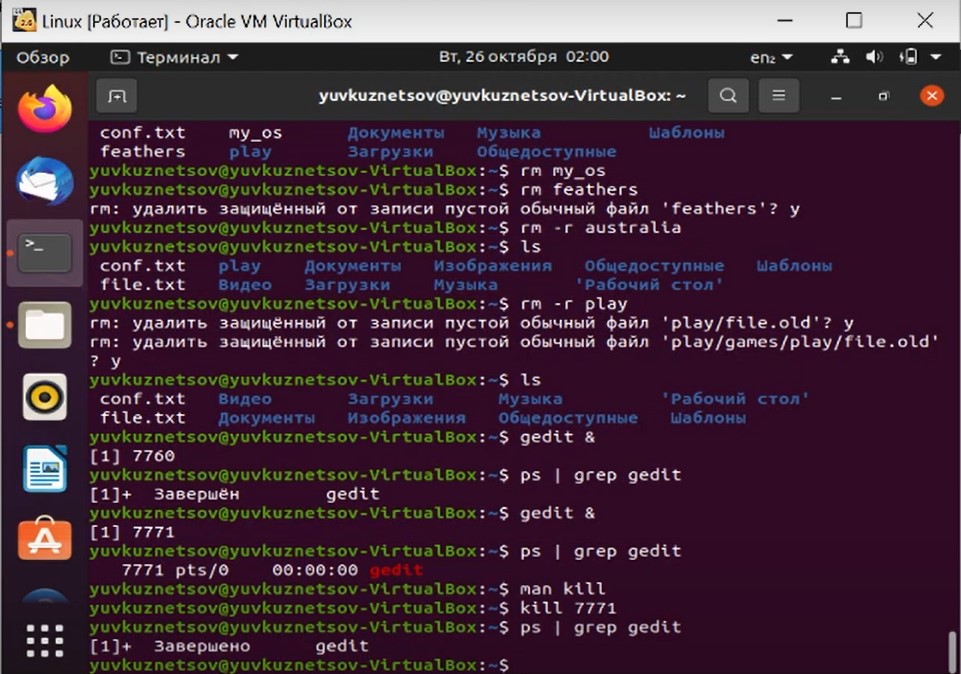 Linux [Работает] - Oracle VM VirtualBox
Обзор Терминал Вт, 26 октября 02:00 en₂
yuvkuznetsov@yuvkuznetsov-VirtualBox: ~
conf.txt my_os Документы Музыка Шаблоны
feathers play Загрузки Общедоступные
yuvkuznetsov@yuvkuznetsov-VirtualBox:~$ rm my_os
yuvkuznetsov@yuvkuznetsov-VirtualBox:~$ rm feathers
rm: удалить защищённый от записи пустой обычный файл 'feathers'? y
yuvkuznetsov@yuvkuznetsov-VirtualBox:~$ rm -r australia
yuvkuznetsov@yuvkuznetsov-VirtualBox:~$ ls
conf.txt play Документы Изображения Общедоступные Шаблоны
file.txt Видео Загрузки Музыка 'Рабочий стол'
yuvkuznetsov@yuvkuznetsov-VirtualBox:~$ rm -r play
rm: удалить защищённый от записи пустой обычный файл 'play/file.old'? y
rm: удалить защищённый от записи пустой обычный файл 'play/games/play/file.old'
? y
yuvkuznetsov@yuvkuznetsov-VirtualBox:~$ ls
conf.txt Видео Загрузки Музыка 'Рабочий стол'
file.txt Документы Изображения Общедоступные Шаблоны
yuvkuznetsov@yuvkuznetsov-VirtualBox:~$ gedit &
[1] 7760
yuvkuznetsov@yuvkuznetsov-VirtualBox:~$ ps | grep gedit
[1]+ Завершён gedit
yuvkuznetsov@yuvkuznetsov-VirtualBox:~$ gedit &
[1] 7771
yuvkuznetsov@yuvkuznetsov-VirtualBox:~$ ps | grep gedit
7771 pts/0 00:00:00 gedit
yuvkuznetsov@yuvkuznetsov-VirtualBox:~$ man kill
yuvkuznetsov@yuvkuznetsov-VirtualBox:~$ kill 7771
yuvkuznetsov@yuvkuznetsov-VirtualBox:~$ ps | grep gedit
[1]+ Завершено gedit
yuvkuznetsov@yuvkuznetsov-VirtualBox:~$